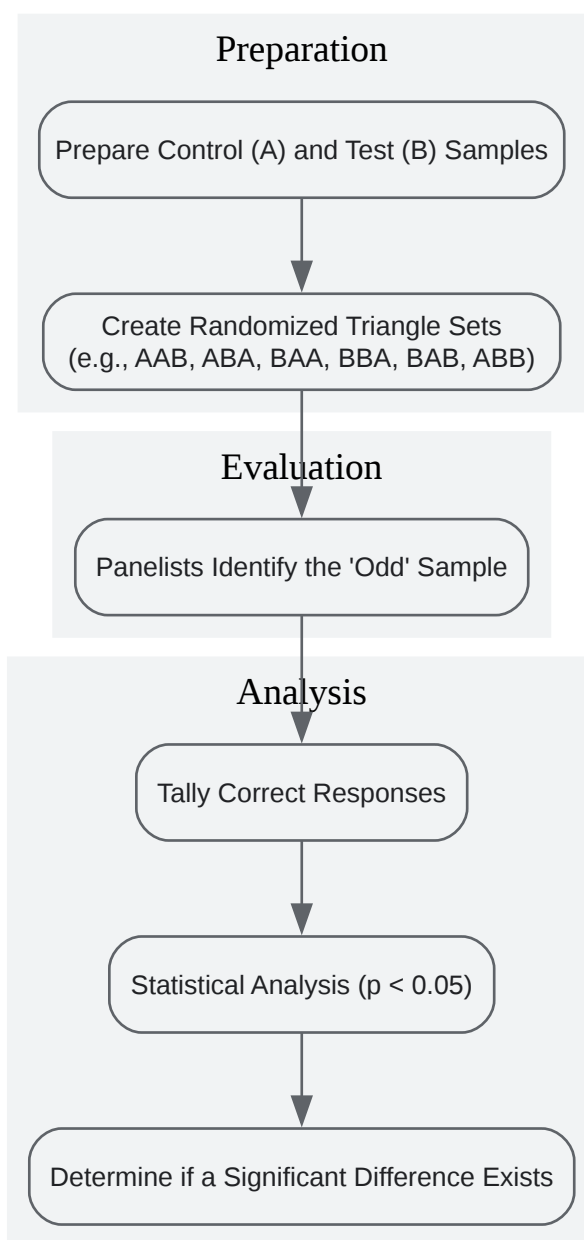 Preparation
Prepare Control (A) and Test (B) Samples
Create Randomized Triangle Sets
(e.g., AAB, ABA, BAA, BBA, BAB, ABB)
Evaluation
Panelists Identify the 'Odd' Sample
Analysis
Tally Correct Responses
Statistical Analysis (p < 0.05)
Determine if a Significant Difference Exists